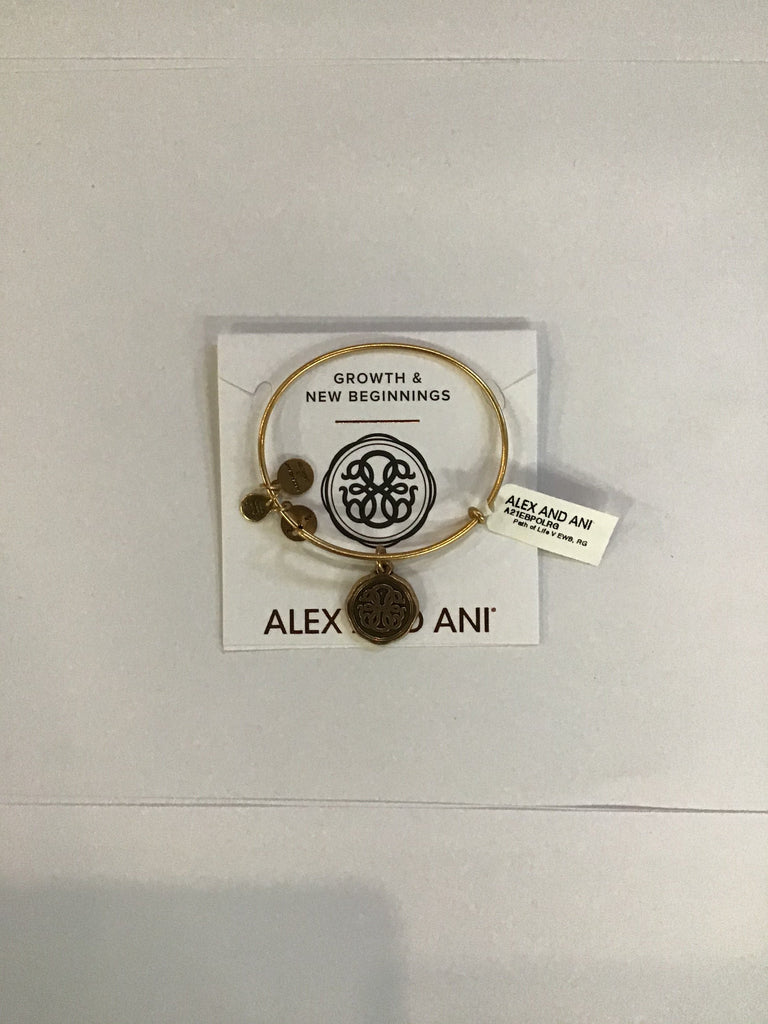 GROWTH &
NEW BEGINNINGS
ALEX AND ANI
A21EBPOLRG
Path of Life V EWB, RG
ALEX AND ANI